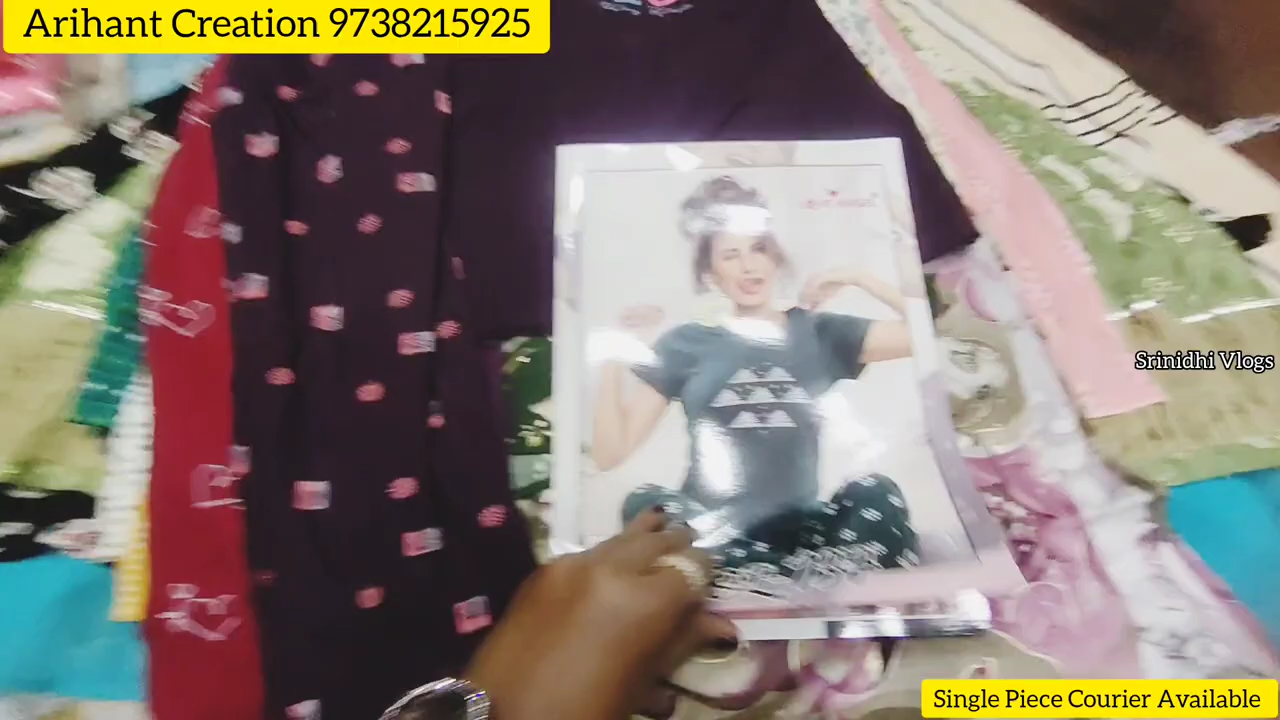 Arihant Creation 9738215925
Srinidhi Vlogs
Single Piece Courier Available